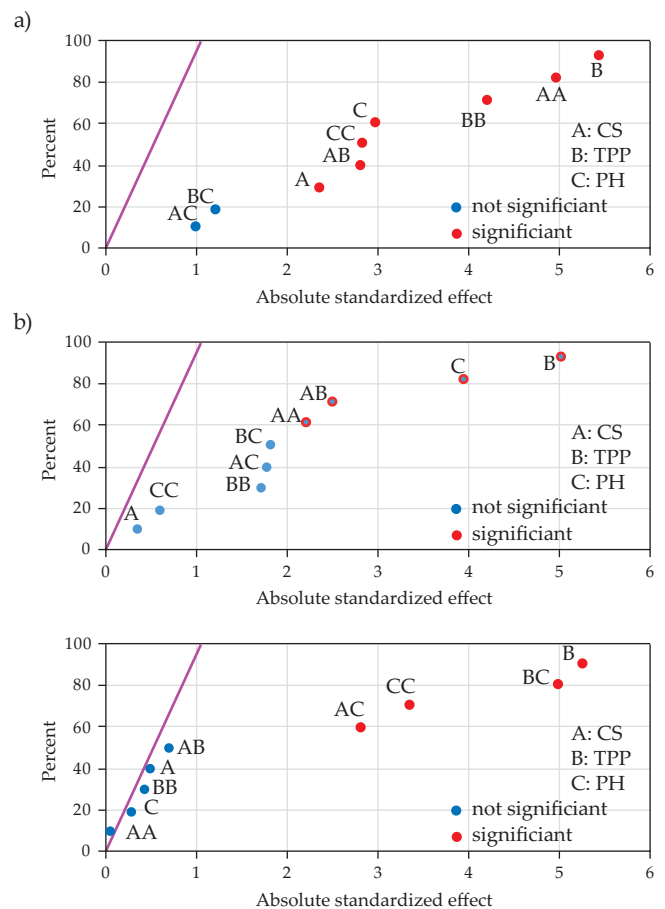 a)
100
80
60
40
20
0
Percent
B
AA
BB
C
CC
AB
A
BC
AC
A: CS
B: TPP
C: PH
not significiant
significiant
0 1 2 3 4 5 6
Absolute standardized effect
b)
100
80
60
40
20
0
Percent
B
C
AB
AA
BC
AC
BB
CC
A
A: CS
B: TPP
C: PH
not significiant
significiant
0 1 2 3 4 5 6
Absolute standardized effect
100
80
60
40
20
0
Percent
B
BC
CC
AC
AB
A
BB
C
AA
A: CS
B: TPP
C: PH
not significiant
significiant
0 1 2 3 4 5 6
Absolute standardized effect